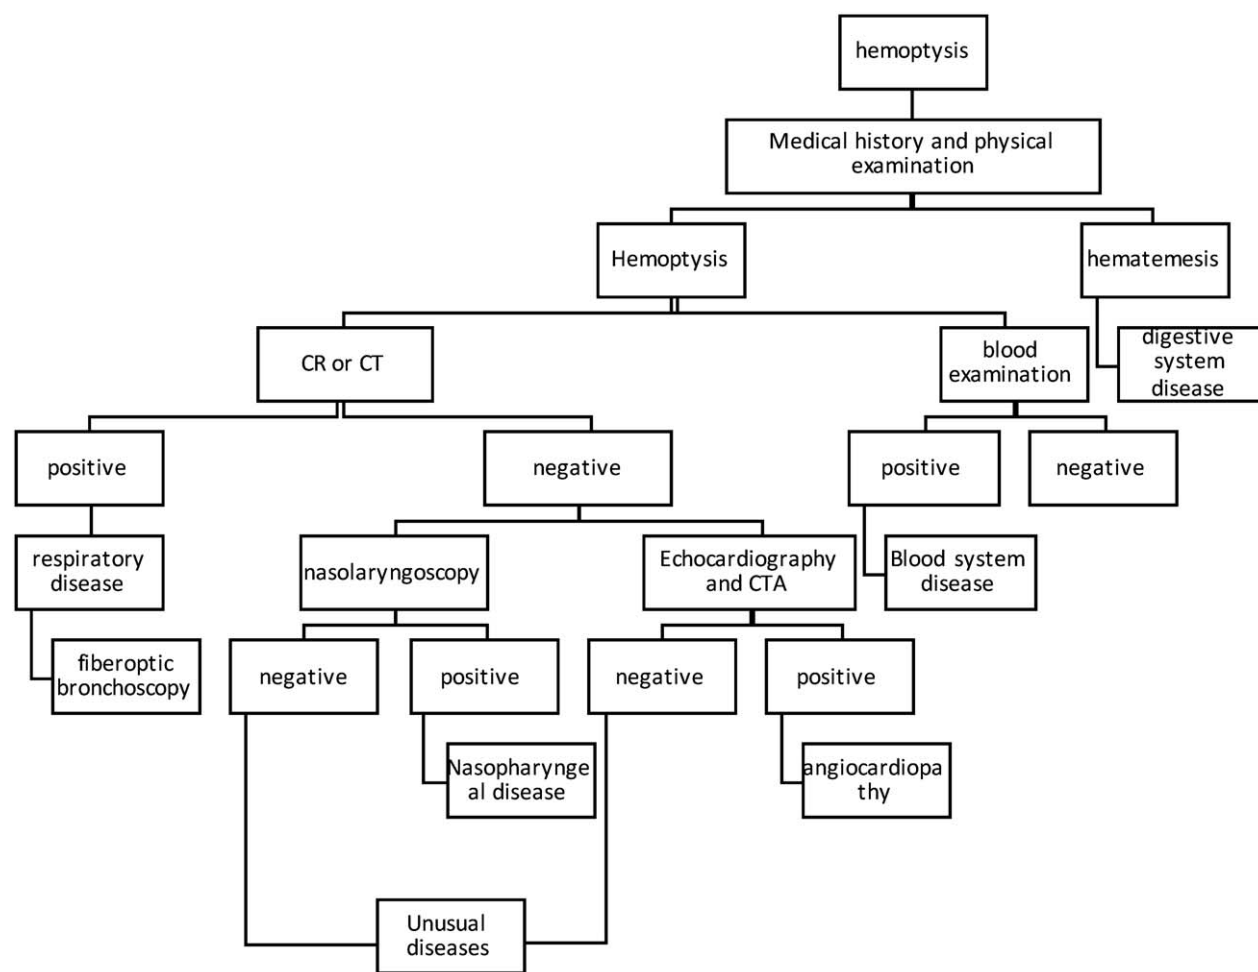 hemoptysis
Medical history and physical
examination
Hemoptysis
hematemesis
CR or CT
blood
examination
digestive
system
disease
positive
negative
positive
negative
respiratory
disease
nasolaryngoscopy
Echocardiography
and CTA
Blood system
disease
fiberoptic
bronchoscopy
negative
positive
negative
positive
Nasopharynge
al disease
angiocardiopa
thy
Unusual
diseases